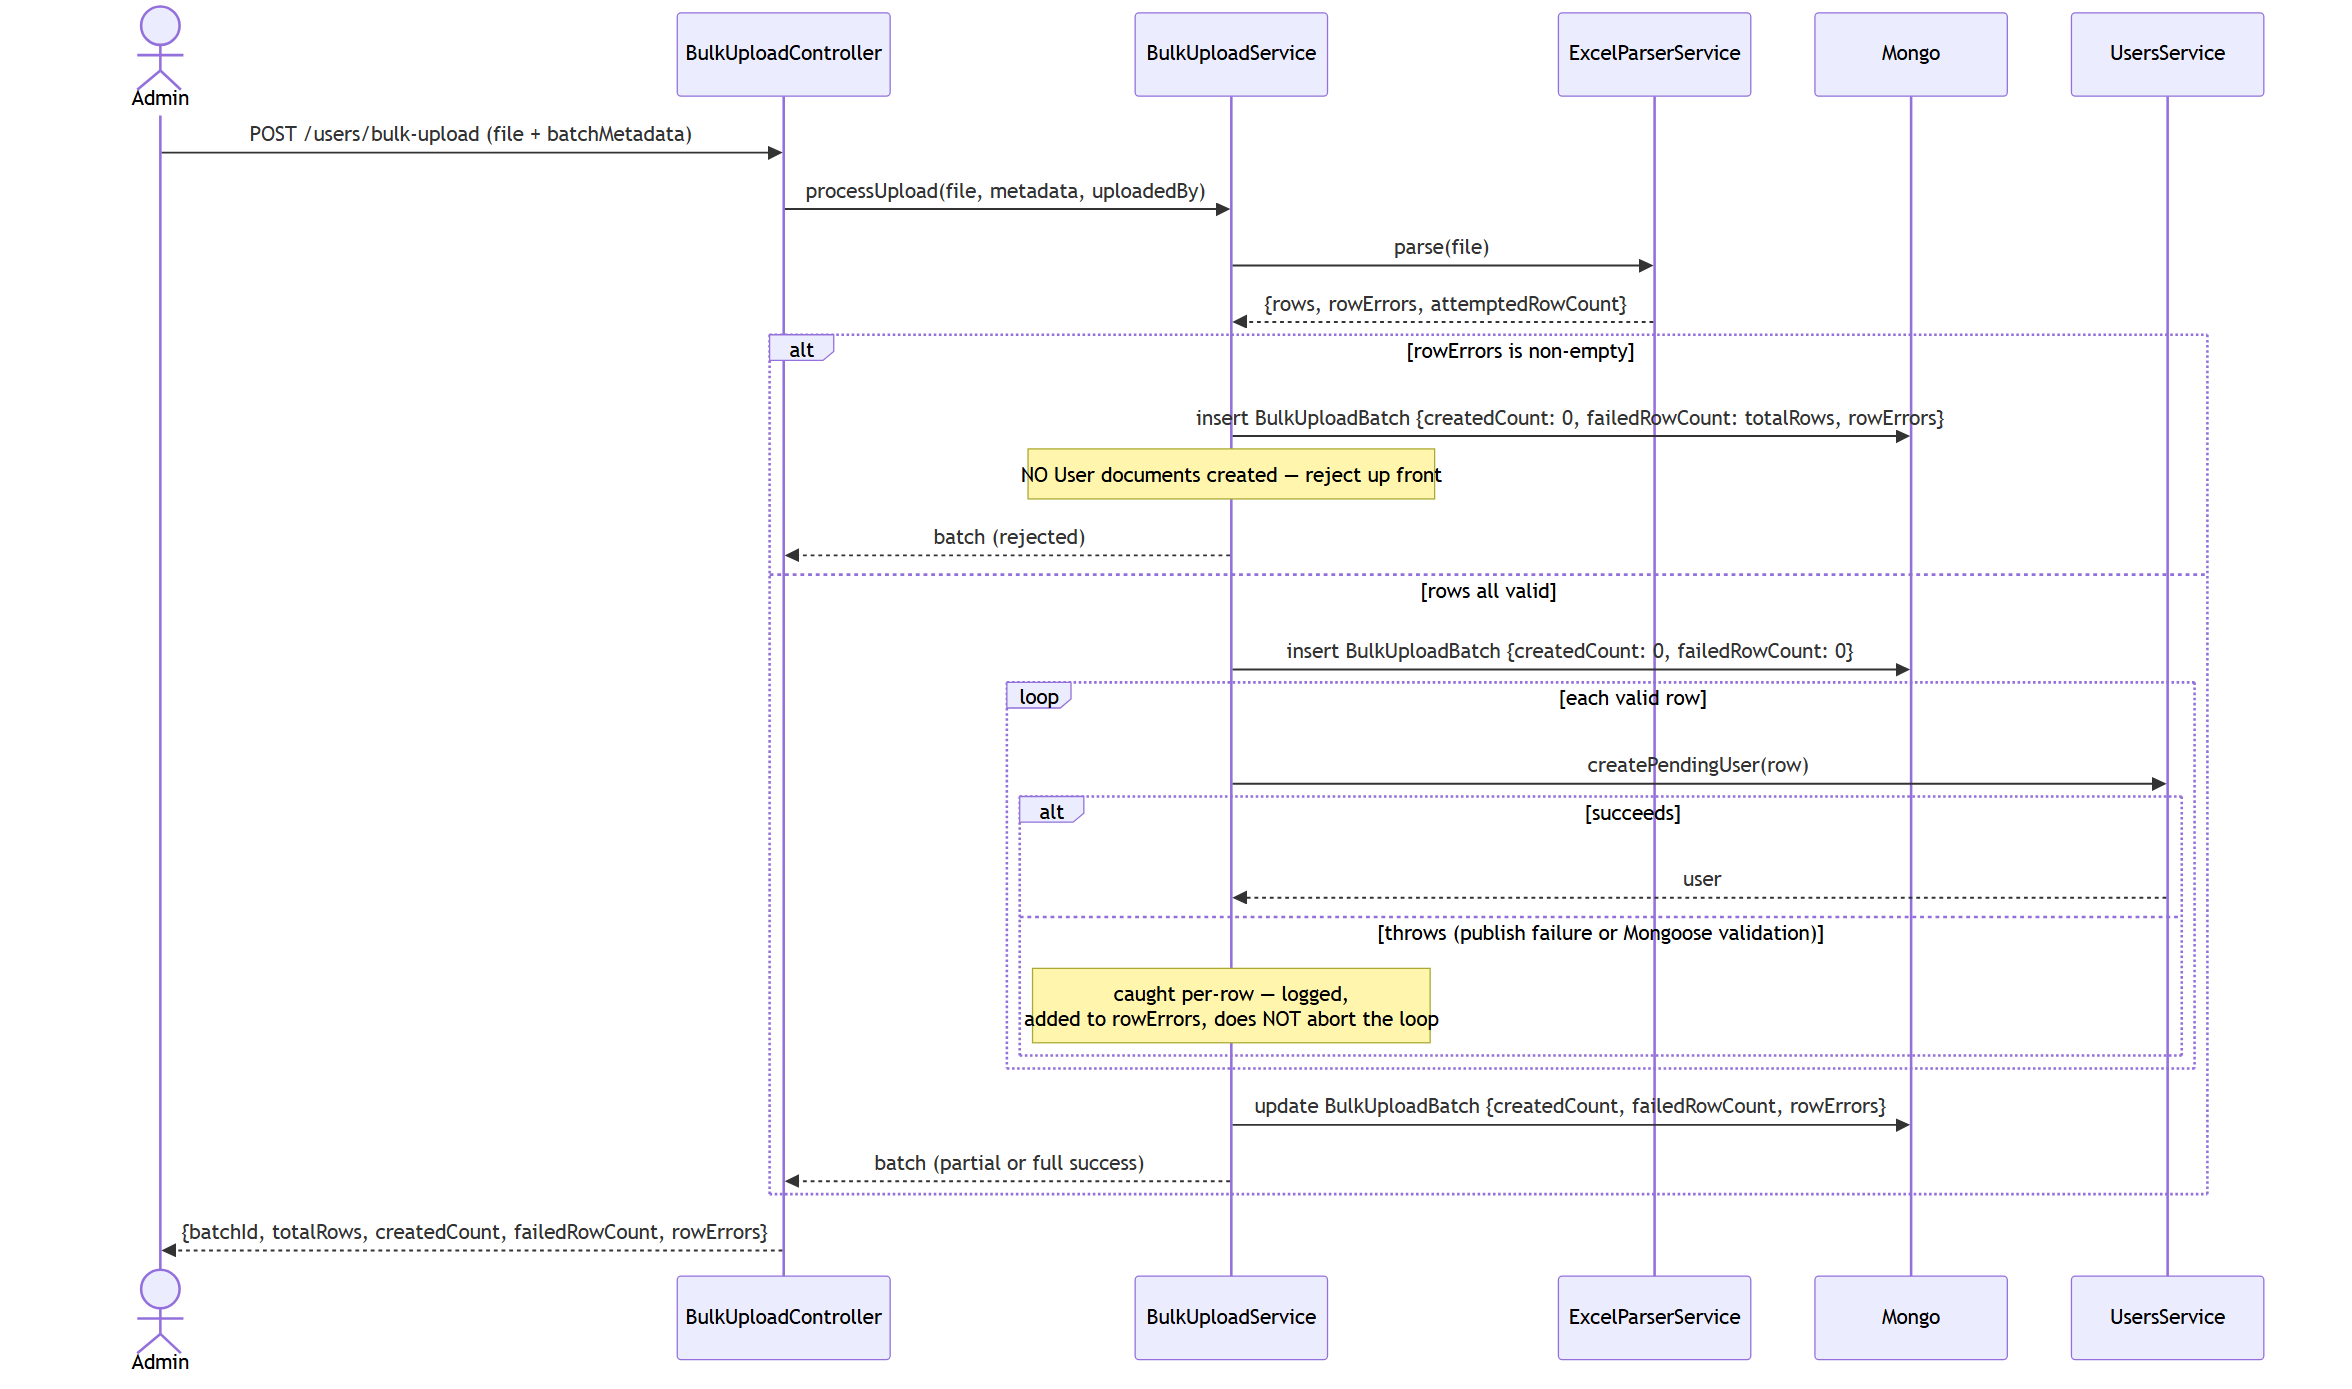 Admin
BulkUploadController
BulkUploadService
ExcelParserService
Mongo
UsersService
POST /users/bulk-upload (file + batchMetadata)
processUpload(file, metadata, uploadedBy)
parse(file)
{rows, rowErrors, attemptedRowCount}
alt
[rowErrors is non-empty]
insert BulkUploadBatch {createdCount: 0, failedRowCount: totalRows, rowErrors}
NO User documents created — reject up front
batch (rejected)
[rows all valid]
insert BulkUploadBatch {createdCount: 0, failedRowCount: 0}
loop
[each valid row]
createPendingUser(row)
alt
[succeeds]
user
[throws (publish failure or Mongoose validation)]
caught per-row — logged,
added to rowErrors, does NOT abort the loop
update BulkUploadBatch {createdCount, failedRowCount, rowErrors}
batch (partial or full success)
{batchId, totalRows, createdCount, failedRowCount, rowErrors}
Admin
BulkUploadController
BulkUploadService
ExcelParserService
Mongo
UsersService